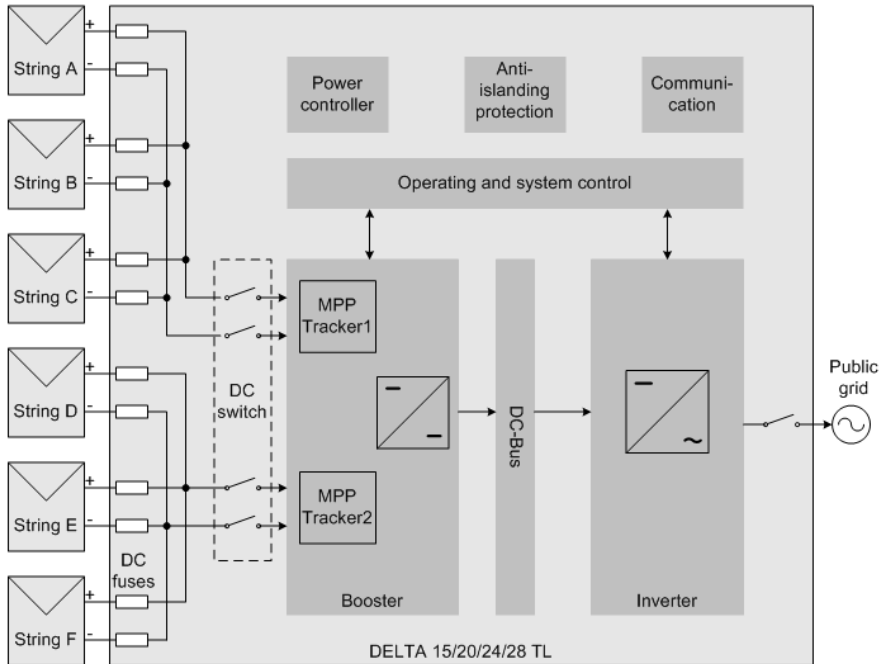 +
String A
-
+
String B
-
+
String C
-
+
String D
-
+
String E
-
+
String F
-
DC
fuses
DC
switch
Power
controller
Anti-
islanding
protection
Communi-
cation
Operating and system control
MPP
Tracker1
MPP
Tracker2
Booster
DC-Bus
Inverter
Public
grid
DELTA 15/20/24/28 TL